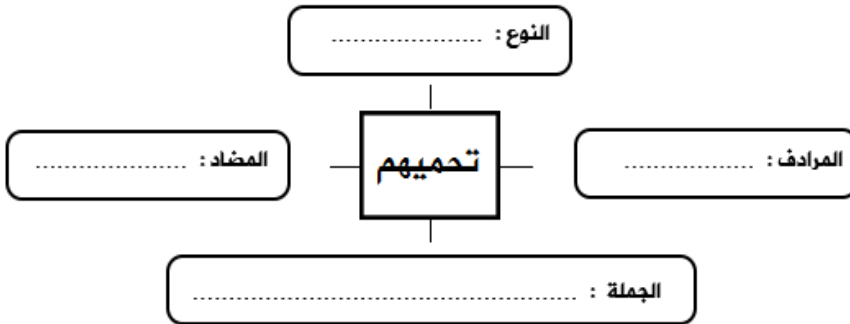 النوع : ....................
المرادف : ..................
تحميهم
المضاد : .....................
الجملة : .....................................................